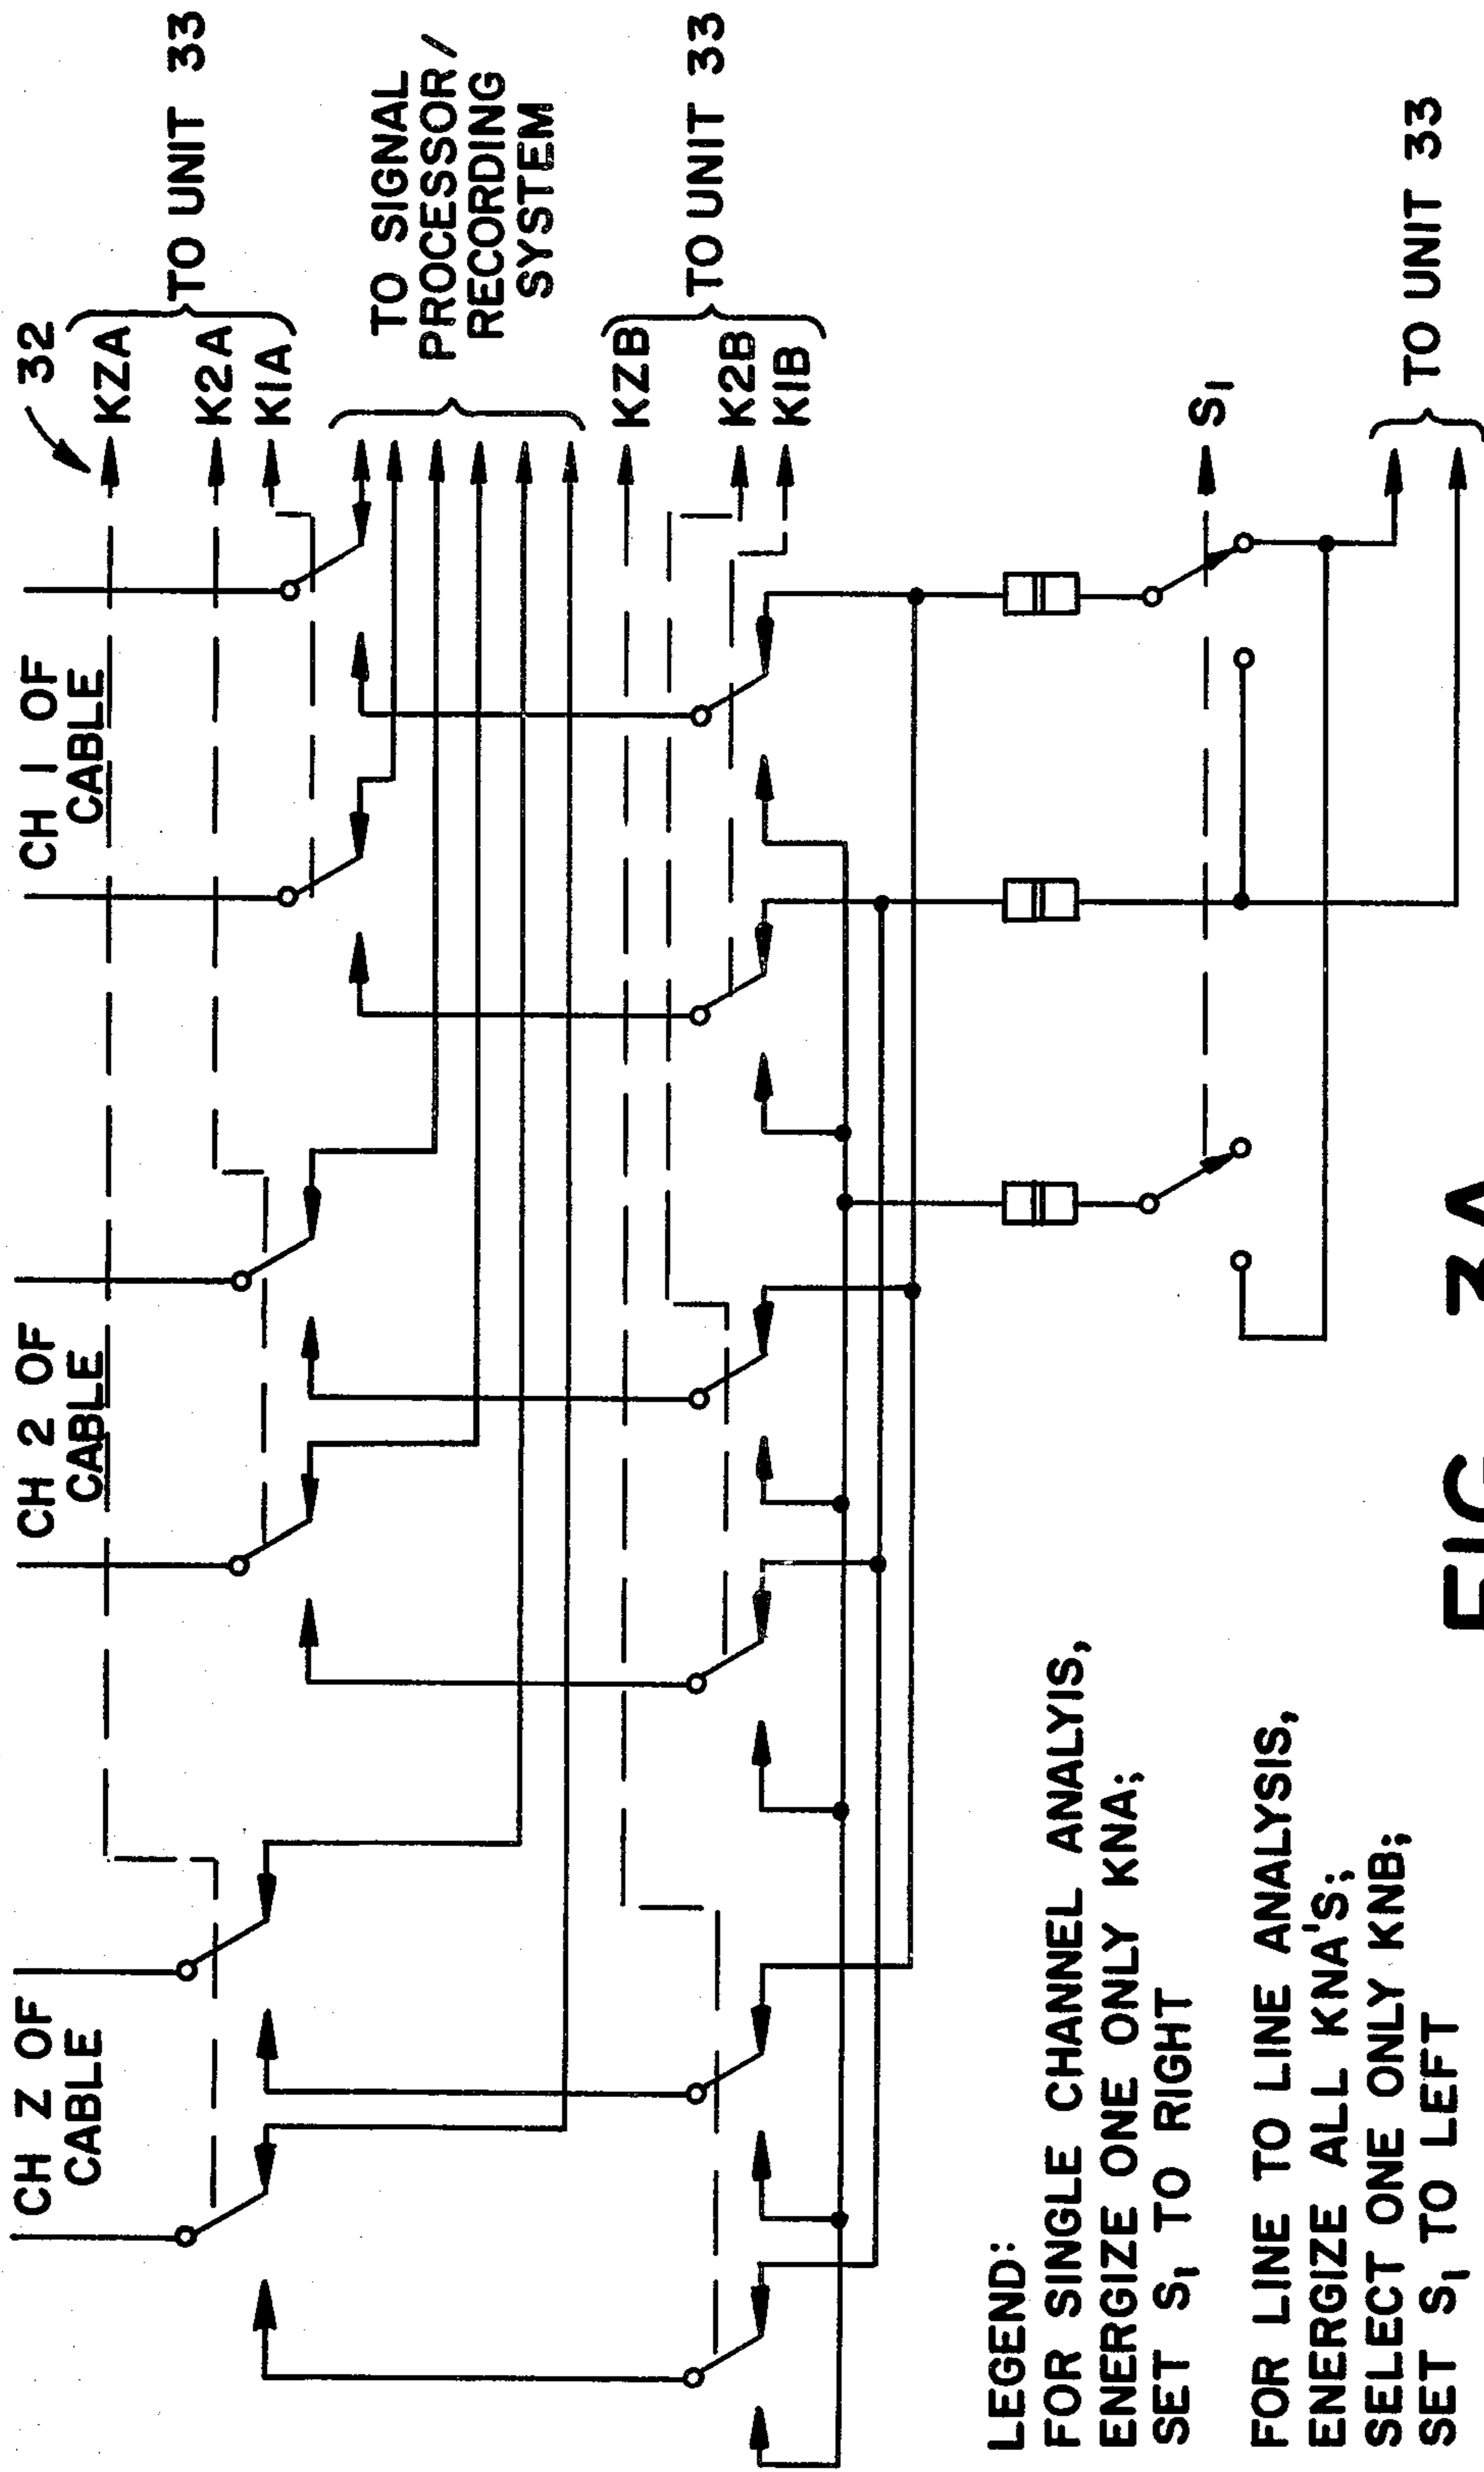 CH Z OF
CABLE
CH 2 OF
CABLE
CH 1 OF
CABLE
32
KZA
K2A
K1A
TO UNIT 33
TO SIGNAL
PROCESSOR/
RECORDING
SYSTEM
KZB
K2B
K1B
TO UNIT 33
S1
TO UNIT 33
LEGEND:
FOR SINGLE CHANNEL ANALYIS,
ENERGIZE ONE ONLY KNA;
SET S1 TO RIGHT
FOR LINE TO LINE ANALYSIS,
ENERGIZE ALL KNA'S;
SELECT ONE ONLY KNB;
SET S1 TO LEFT
FIG. 3A